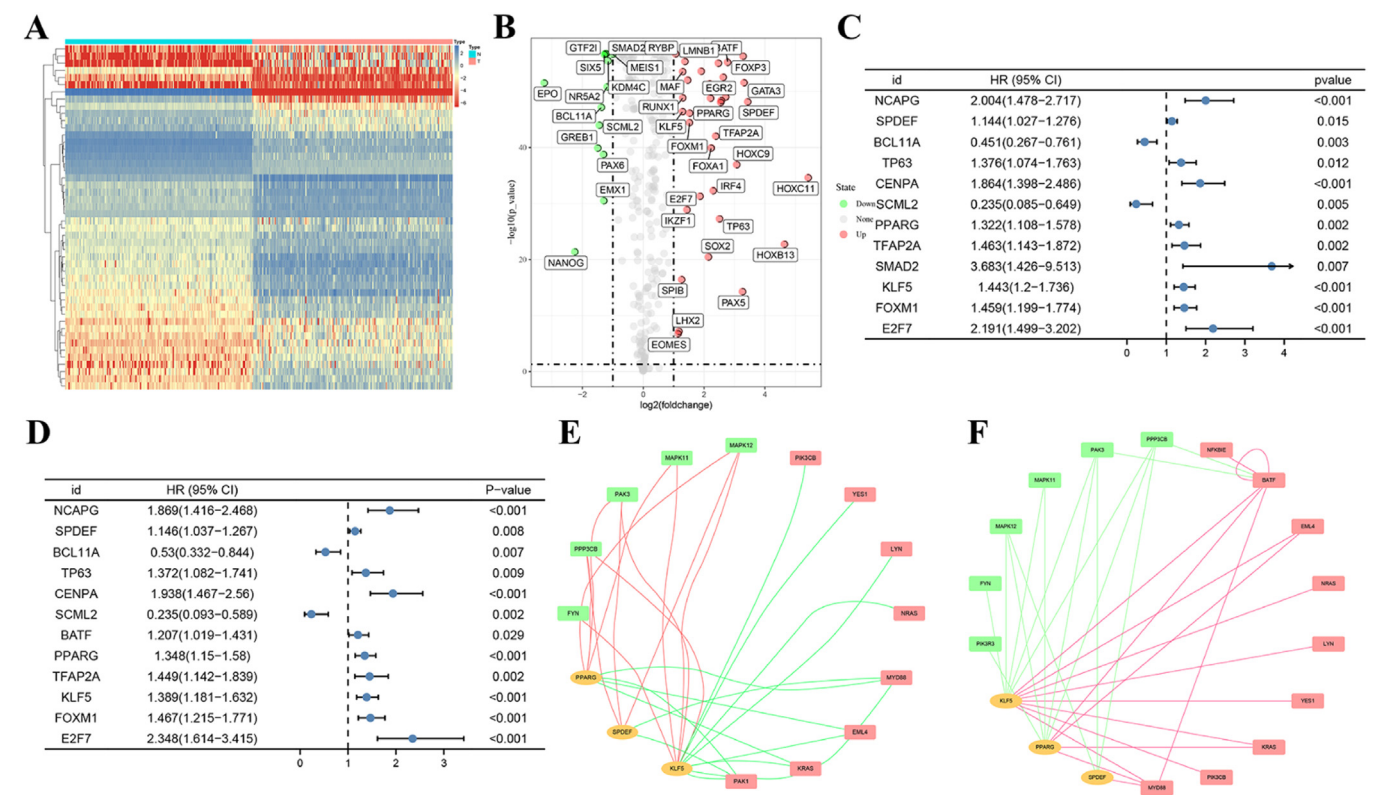 A
Type
Type
N
T
2
0
−2
−4
−6
B
GTF2I
SMAD2
RYBP
LMNB1
BATF
SIX5
MEIS1
FOXP3
EPO
NR5A2
KDM4C
MAF
EGR2
GATA3
BCL11A
RUNX1
PPARG
SPDEF
GREB1
SCML2
KLF5
TFAP2A
PAX6
FOXM1
FOXA1
HOXC9
EMX1
IRF4
HOXC11
E2F7
IKZF1
TP63
NANOG
SOX2
HOXB13
SPIB
PAX5
LHX2
EOMES
40
20
0
−log10(p_value)
−2 0 2 4
log2(foldchange)
State
Down
None
Up
C
id HR (95% CI) pvalue
NCAPG 2.004(1.478−2.717) <0.001
SPDEF 1.144(1.027−1.276) 0.015
BCL11A 0.451(0.267−0.761) 0.003
TP63 1.376(1.074−1.763) 0.012
CENPA 1.864(1.398−2.486) <0.001
SCML2 0.235(0.085−0.649) 0.005
PPARG 1.322(1.108−1.578) 0.002
TFAP2A 1.463(1.143−1.872) 0.002
SMAD2 3.683(1.426−9.513) 0.007
KLF5 1.443(1.2−1.736) <0.001
FOXM1 1.459(1.199−1.774) <0.001
E2F7 2.191(1.499−3.202) <0.001
0 1 2 3 4
D
id HR (95% CI) P−value
NCAPG 1.869(1.416−2.468) <0.001
SPDEF 1.146(1.037−1.267) 0.008
BCL11A 0.53(0.332−0.844) 0.007
TP63 1.372(1.082−1.741) 0.009
CENPA 1.938(1.467−2.56) <0.001
SCML2 0.235(0.093−0.589) 0.002
BATF 1.207(1.019−1.431) 0.029
PPARG 1.348(1.15−1.58) <0.001
TFAP2A 1.449(1.142−1.839) 0.002
KLF5 1.389(1.181−1.632) <0.001
FOXM1 1.467(1.215−1.771) <0.001
E2F7 2.348(1.614−3.415) <0.001
0 1 2 3
E
MAPK12
MAPK11
PIK3CB
PAK3
YES1
PPP3CB
LYN
FYN
NRAS
PPARG
MYD88
SPDEF
EML4
KLF5
KRAS
PAK1
F
PPP3CB
PAK3
NFKBIE
MAPK11
BATF
MAPK12
EML4
FYN
NRAS
PIK3R3
LYN
KLF5
YES1
PPARG
KRAS
SPDEF
PIK3CB
MYD88